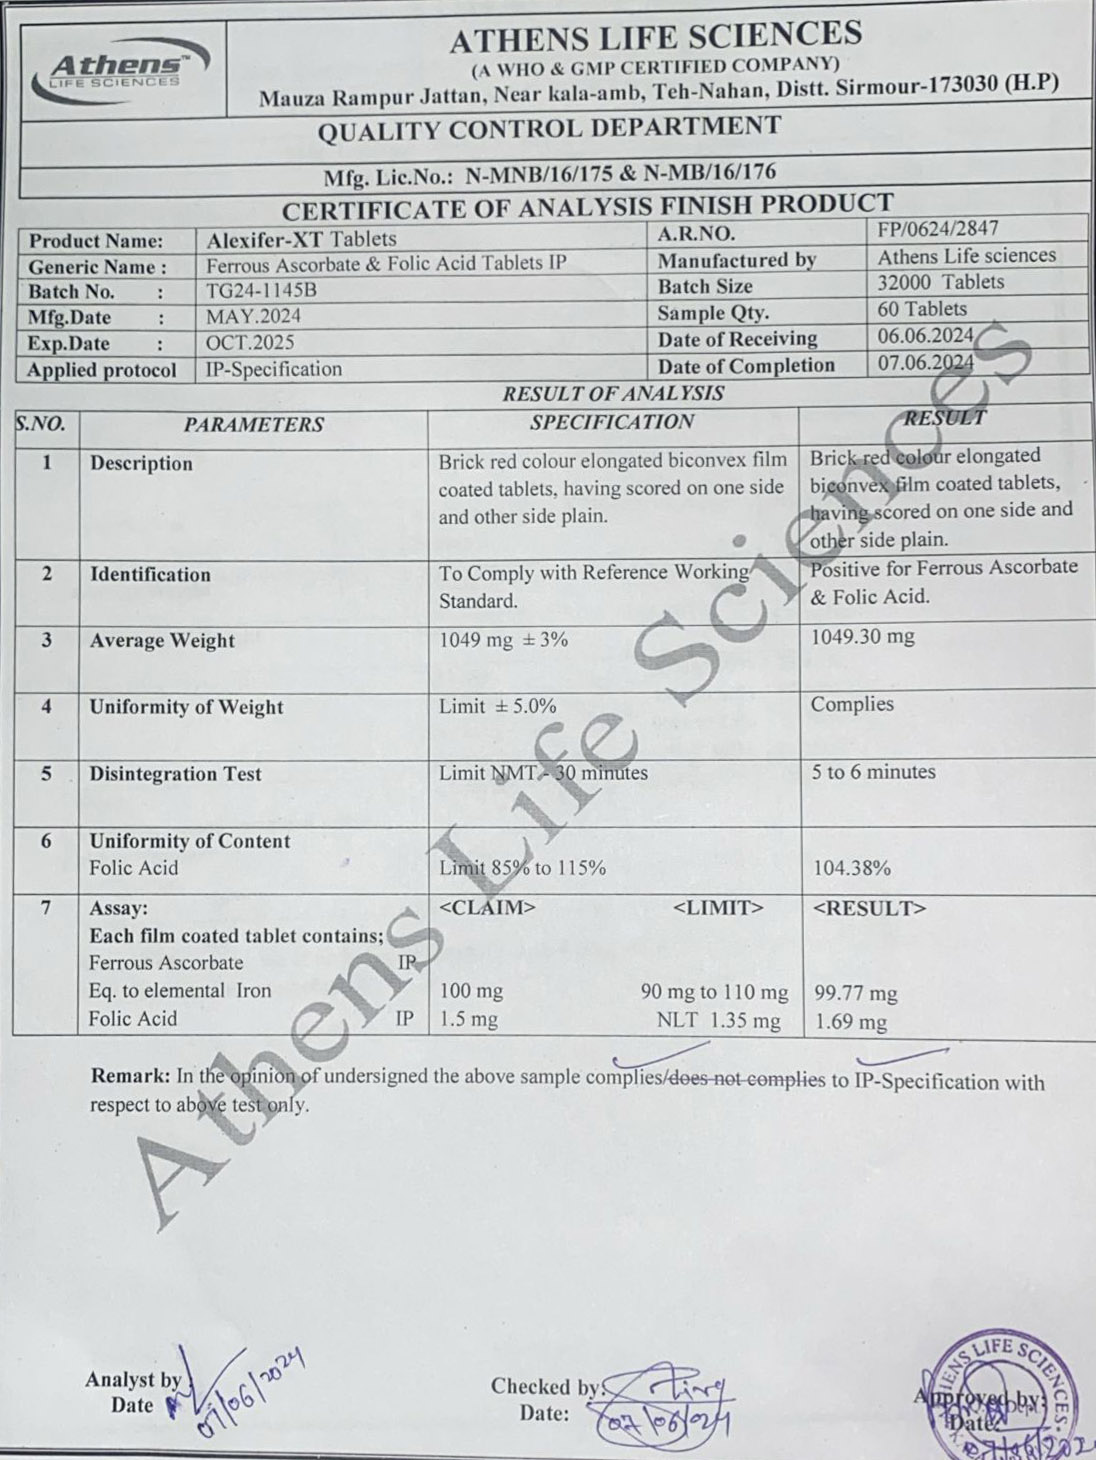 Athens™
LIFE SCIENCES
ATHENS LIFE SCIENCES
(A WHO & GMP CERTIFIED COMPANY)
Mauza Rampur Jattan, Near kala-amb, Teh-Nahan, Distt. Sirmour-173030 (H.P)
QUALITY CONTROL DEPARTMENT
Mfg. Lic.No.: N-MNB/16/175 & N-MB/16/176
CERTIFICATE OF ANALYSIS FINISH PRODUCT
Product Name: Alexifer-XT Tablets A.R.NO. FP/0624/2847
Generic Name : Ferrous Ascorbate & Folic Acid Tablets IP Manufactured by Athens Life sciences
Batch No. : TG24-1145B Batch Size 32000 Tablets
Mfg.Date : MAY.2024 Sample Qty. 60 Tablets
Exp.Date : OCT.2025 Date of Receiving 06.06.2024
Applied protocol IP-Specification Date of Completion 07.06.2024
RESULT OF ANALYSIS
S.NO. PARAMETERS SPECIFICATION RESULT
1 Description Brick red colour elongated biconvex film Brick red colour elongated
coated tablets, having scored on one side biconvex film coated tablets,
and other side plain. having scored on one side and
other side plain.
2 Identification To Comply with Reference Working Positive for Ferrous Ascorbate
Standard. & Folic Acid.
3 Average Weight 1049 mg ± 3% 1049.30 mg
4 Uniformity of Weight Limit ± 5.0% Complies
5 Disintegration Test Limit NMT - 30 minutes 5 to 6 minutes
6 Uniformity of Content
Folic Acid Limit 85% to 115% 104.38%
7 Assay: <CLAIM> <LIMIT> <RESULT>
Each film coated tablet contains;
Ferrous Ascorbate IP
Eq. to elemental Iron 100 mg 90 mg to 110 mg 99.77 mg
Folic Acid IP 1.5 mg NLT 1.35 mg 1.69 mg
Remark: In the opinion of undersigned the above sample complies/does not complies to IP-Specification with
respect to above test only.
Athens Life Sciences
Analyst by
Date 07/06/2024
Checked by:
Date: 07/06/24
ATHENS LIFE SCIENCES
Approved by:
Date: